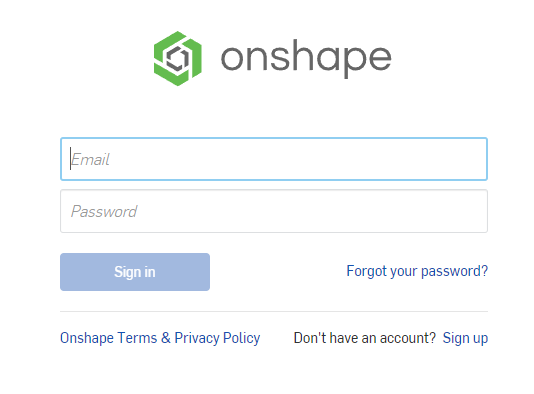 onshape
Email
Password
Sign in
Forgot your password?
Onshape Terms & Privacy Policy
Don't have an account? Sign up